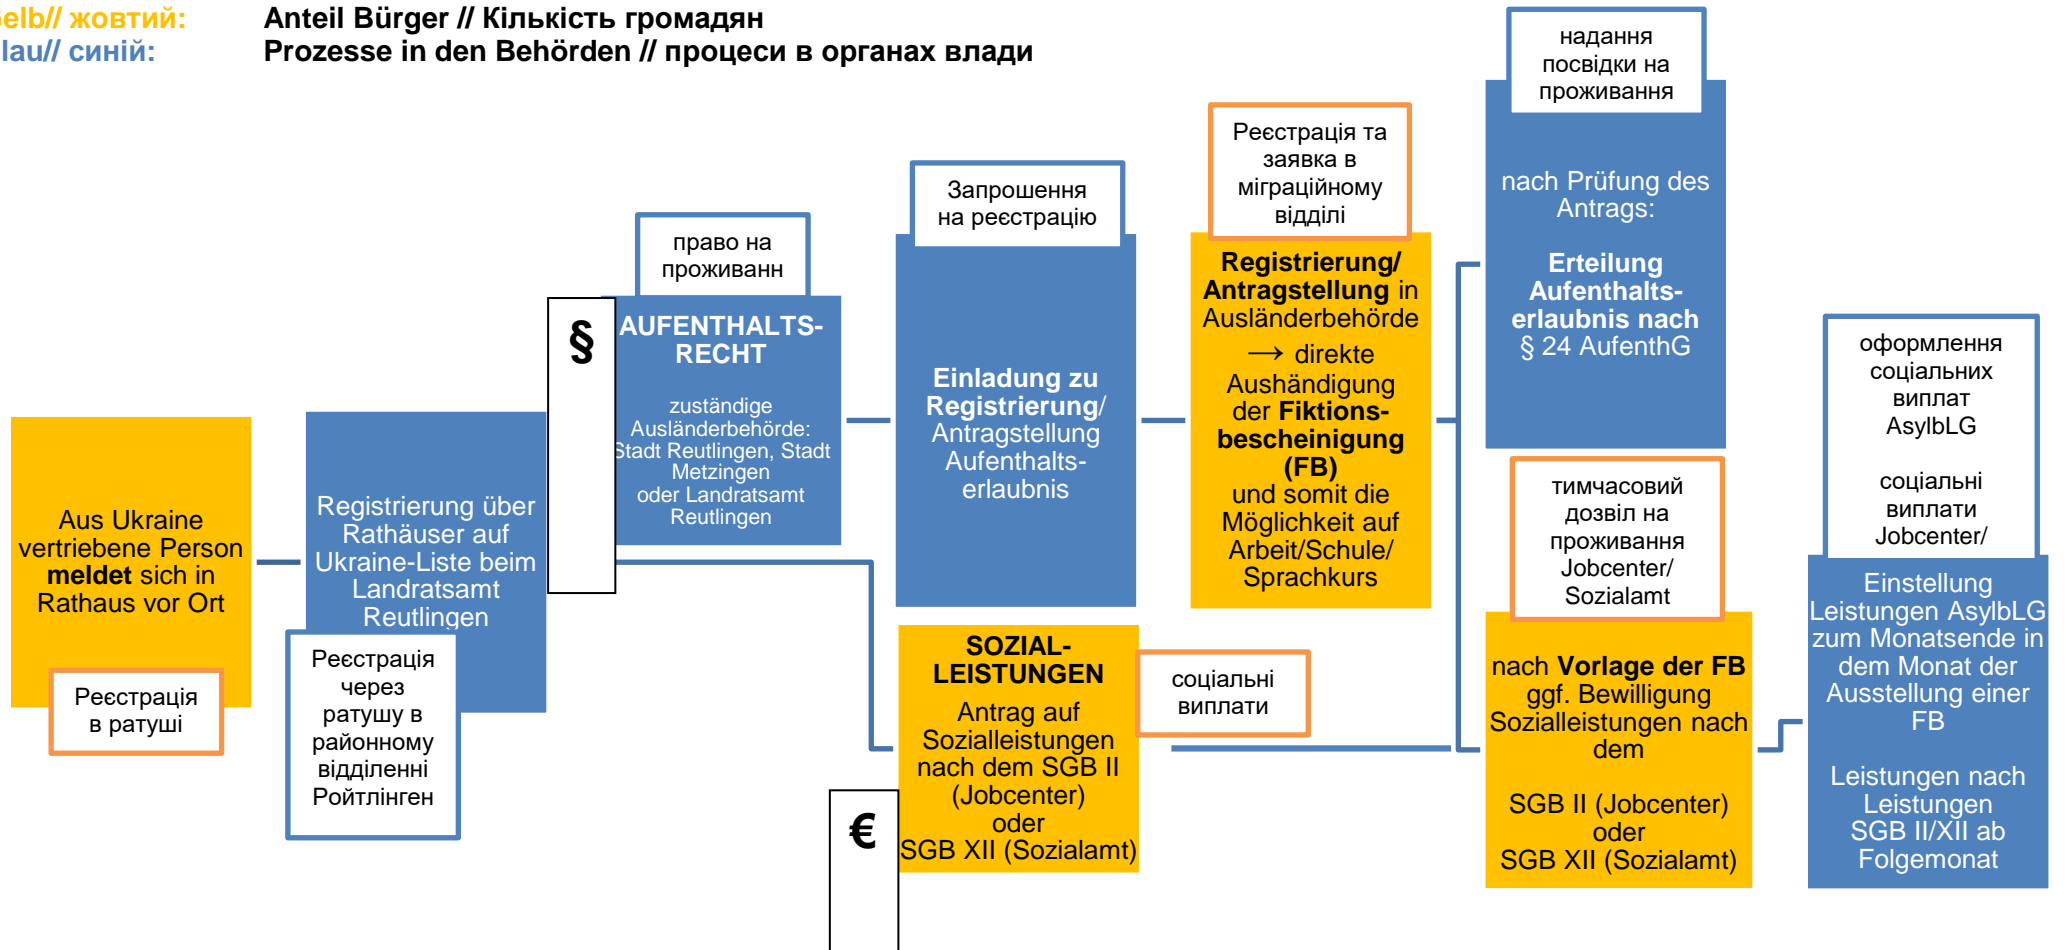 elb// жовтий: Anteil Bürger // Кількість громадян
lau// синій: Prozesse in den Behörden // процеси в органах влади
Aus Ukraine
vertriebene Person
meldet sich in
Rathaus vor Ort
Реєстрація
в ратуші
Registrierung über
Rathäuser auf
Ukraine-Liste beim
Landratsamt
Reutlingen
Реєстрація
через
ратушу в
районному
відділенні
Ройтлінген
§
право на
проживанн
AUFENTHALTS-
RECHT
zuständige
Ausländerbehörde:
Stadt Reutlingen, Stadt
Metzingen
oder Landratsamt
Reutlingen
Запрошення
на реєстрацію
Einladung zu
Registrierung/
Antragstellung
Aufenthalts-
erlaubnis
Реєстрація та
заявка в
міграційному
відділі
Registrierung/
Antragstellung in
Ausländerbehörde
→ direkte
Aushändigung
der Fiktions-
bescheinigung
(FB)
und somit die
Möglichkeit auf
Arbeit/Schule/
Sprachkurs
надання
посвідки на
проживання
nach Prüfung des
Antrags:
Erteilung
Aufenthalts-
erlaubnis nach
§ 24 AufenthG
€
SOZIAL-
LEISTUNGEN
Antrag auf
Sozialleistungen
nach dem SGB II
(Jobcenter)
oder
SGB XII (Sozialamt)
соціальні
виплати
тимчасовий
дозвіл на
проживання
Jobcenter/
Sozialamt
nach Vorlage der FB
ggf. Bewilligung
Sozialleistungen nach
dem
SGB II (Jobcenter)
oder
SGB XII (Sozialamt)
оформлення
соціальних
виплат
AsylbLG
соціальні
виплати
Jobcenter/
Einstellung
Leistungen AsylbLG
zum Monatsende in
dem Monat der
Ausstellung einer
FB
Leistungen nach
Leistungen
SGB II/XII ab
Folgemonat